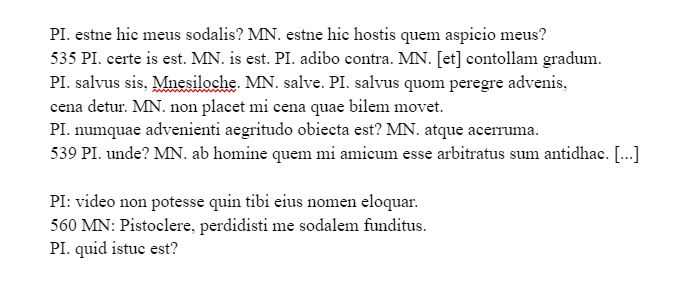 PI. estne hic meus sodalis? MN. estne hic hostis quem aspicio meus?
535 PI. certe is est. MN. is est. PI. adibo contra. MN. [et] contollam gradum.
PI. salvus sis, Mnesiloche. MN. salve. PI. salvus quom peregre advenis,
cena detur. MN. non placet mi cena quae bilem movet.
PI. numquae advenienti aegritudo obiecta est? MN. atque acerruma.
539 PI. unde? MN. ab homine quem mi amicum esse arbitratus sum antidhac. [...]
PI: video non potesse quin tibi eius nomen eloquar.
560 MN: Pistoclere, perdidisti me sodalem funditus.
PI. quid istuc est?